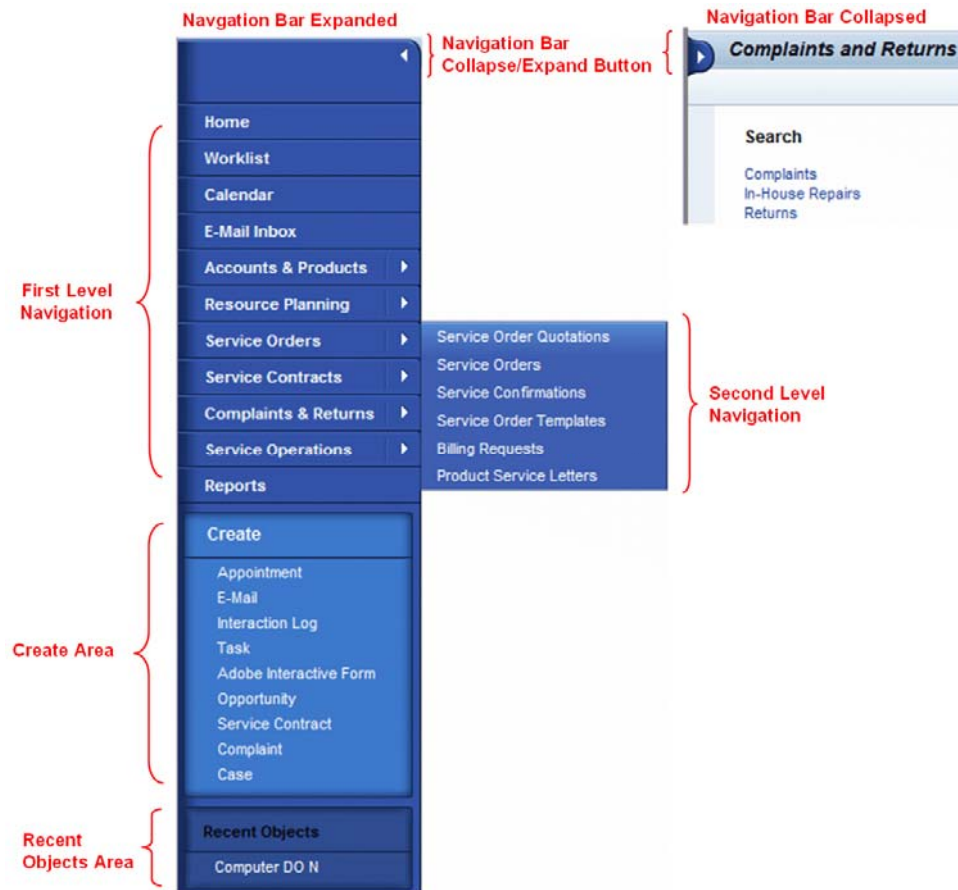 Navgation Bar Expanded
Navigation Bar
Collapse/Expand Button
Navigation Bar Collapsed
Complaints and Returns
Search
Complaints
In-House Repairs
Returns
First Level
Navigation
Home
Worklist
Calendar
E-Mail Inbox
Accounts & Products
Resource Planning
Service Orders
Service Contracts
Complaints & Returns
Service Operations
Reports
Service Order Quotations
Service Orders
Service Confirmations
Service Order Templates
Billing Requests
Product Service Letters
Second Level
Navigation
Create Area
Create
Appointment
E-Mail
Interaction Log
Task
Adobe Interactive Form
Opportunity
Service Contract
Complaint
Case
Recent
Objects Area
Recent Objects
Computer DO N